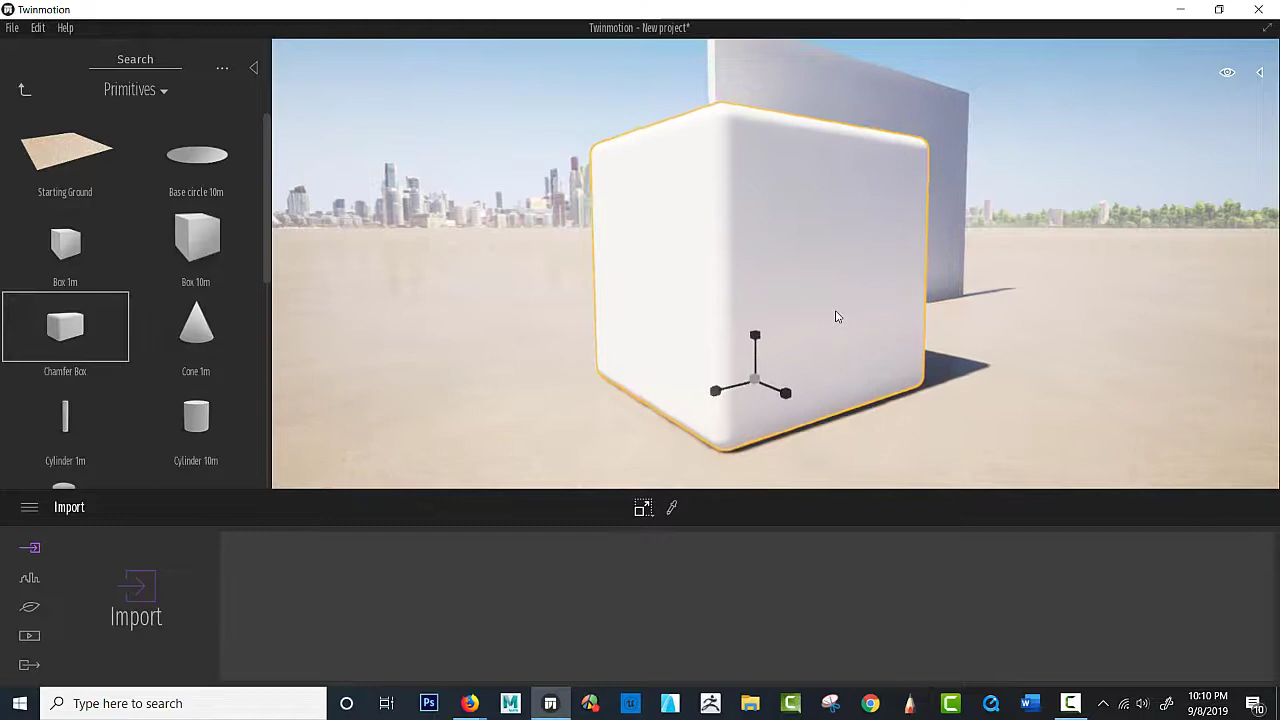 Twinmotion
File Edit Help
Twinmotion - New project*
Search
...
Primitives
Starting Ground
Base circle 10m
Box 1m
Box 10m
Chamfer Box
Cone 1m
Cylinder 1m
Cylinder 10m
Import
Import
Type here to search
10:10 PM
9/8/2019